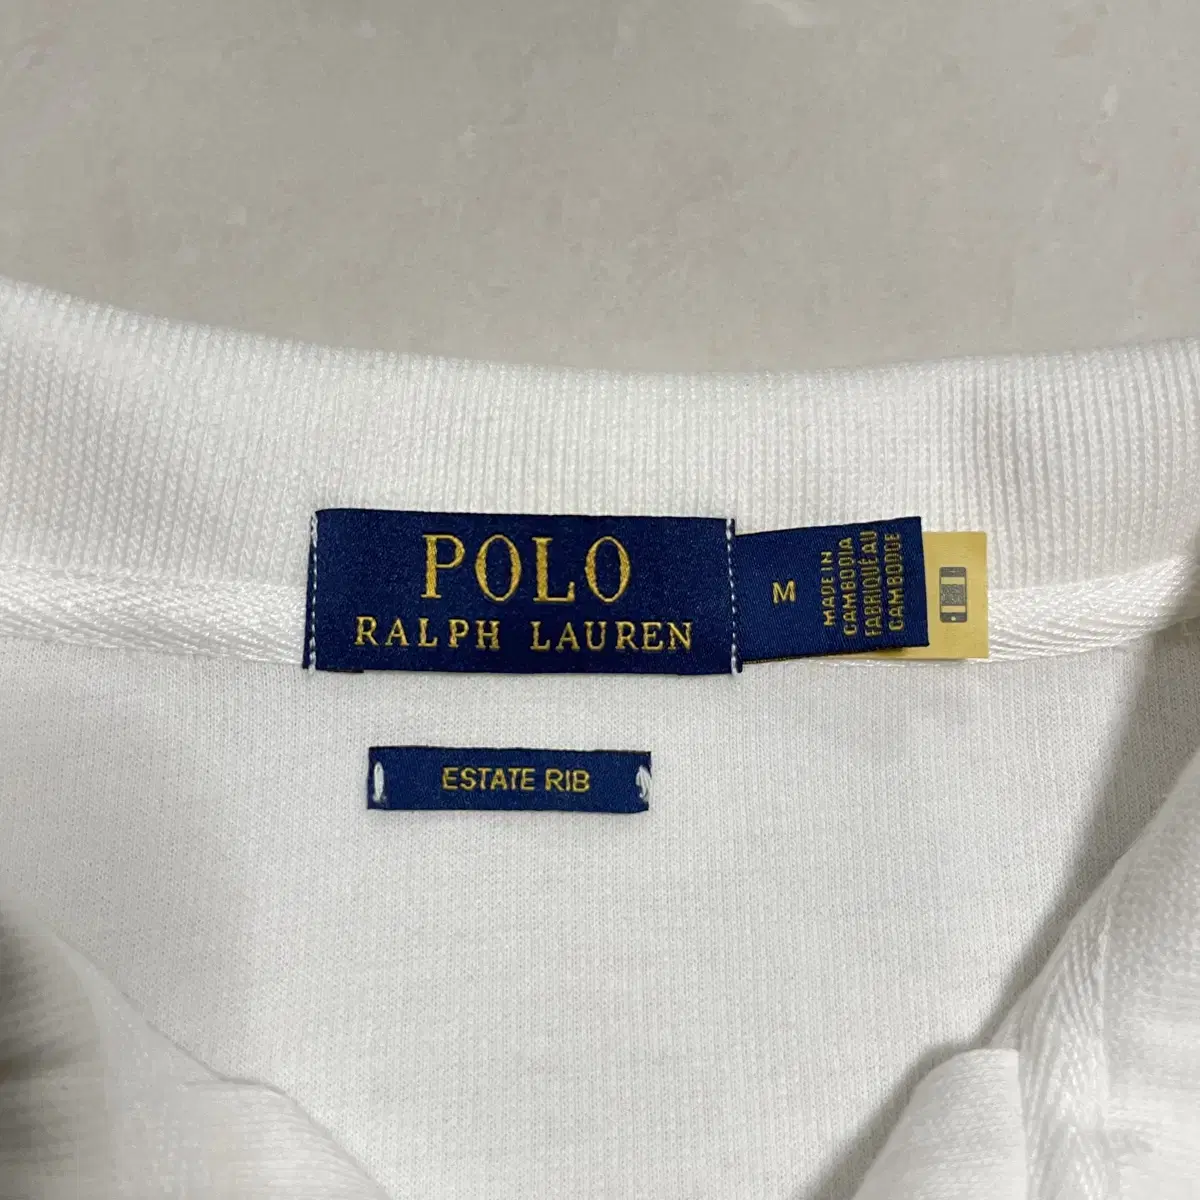 POLO
RALPH LAUREN
M
MADE IN
CAMBODIA
FABRIQUÉ AU
CAMBODGE
ESTATE RIB